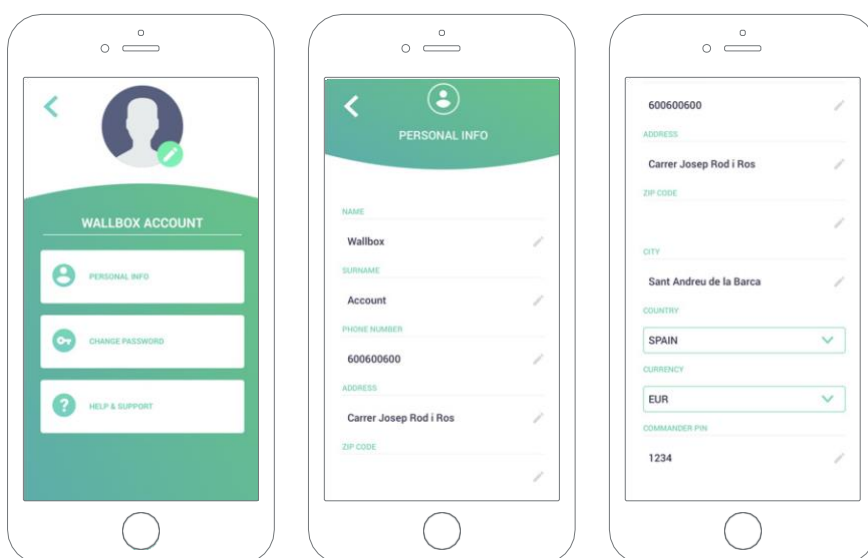 WALLBOX ACCOUNT
PERSONAL INFO
CHANGE PASSWORD
HELP & SUPPORT
PERSONAL INFO
NAME
Wallbox
SURNAME
Account
PHONE NUMBER
600600600
ADDRESS
Carrer Josep Rod i Ros
ZIP CODE
600600600
ADDRESS
Carrer Josep Rod i Ros
ZIP CODE
CITY
Sant Andreu de la Barca
COUNTRY
SPAIN
CURRENCY
EUR
COMMANDER PIN
1234